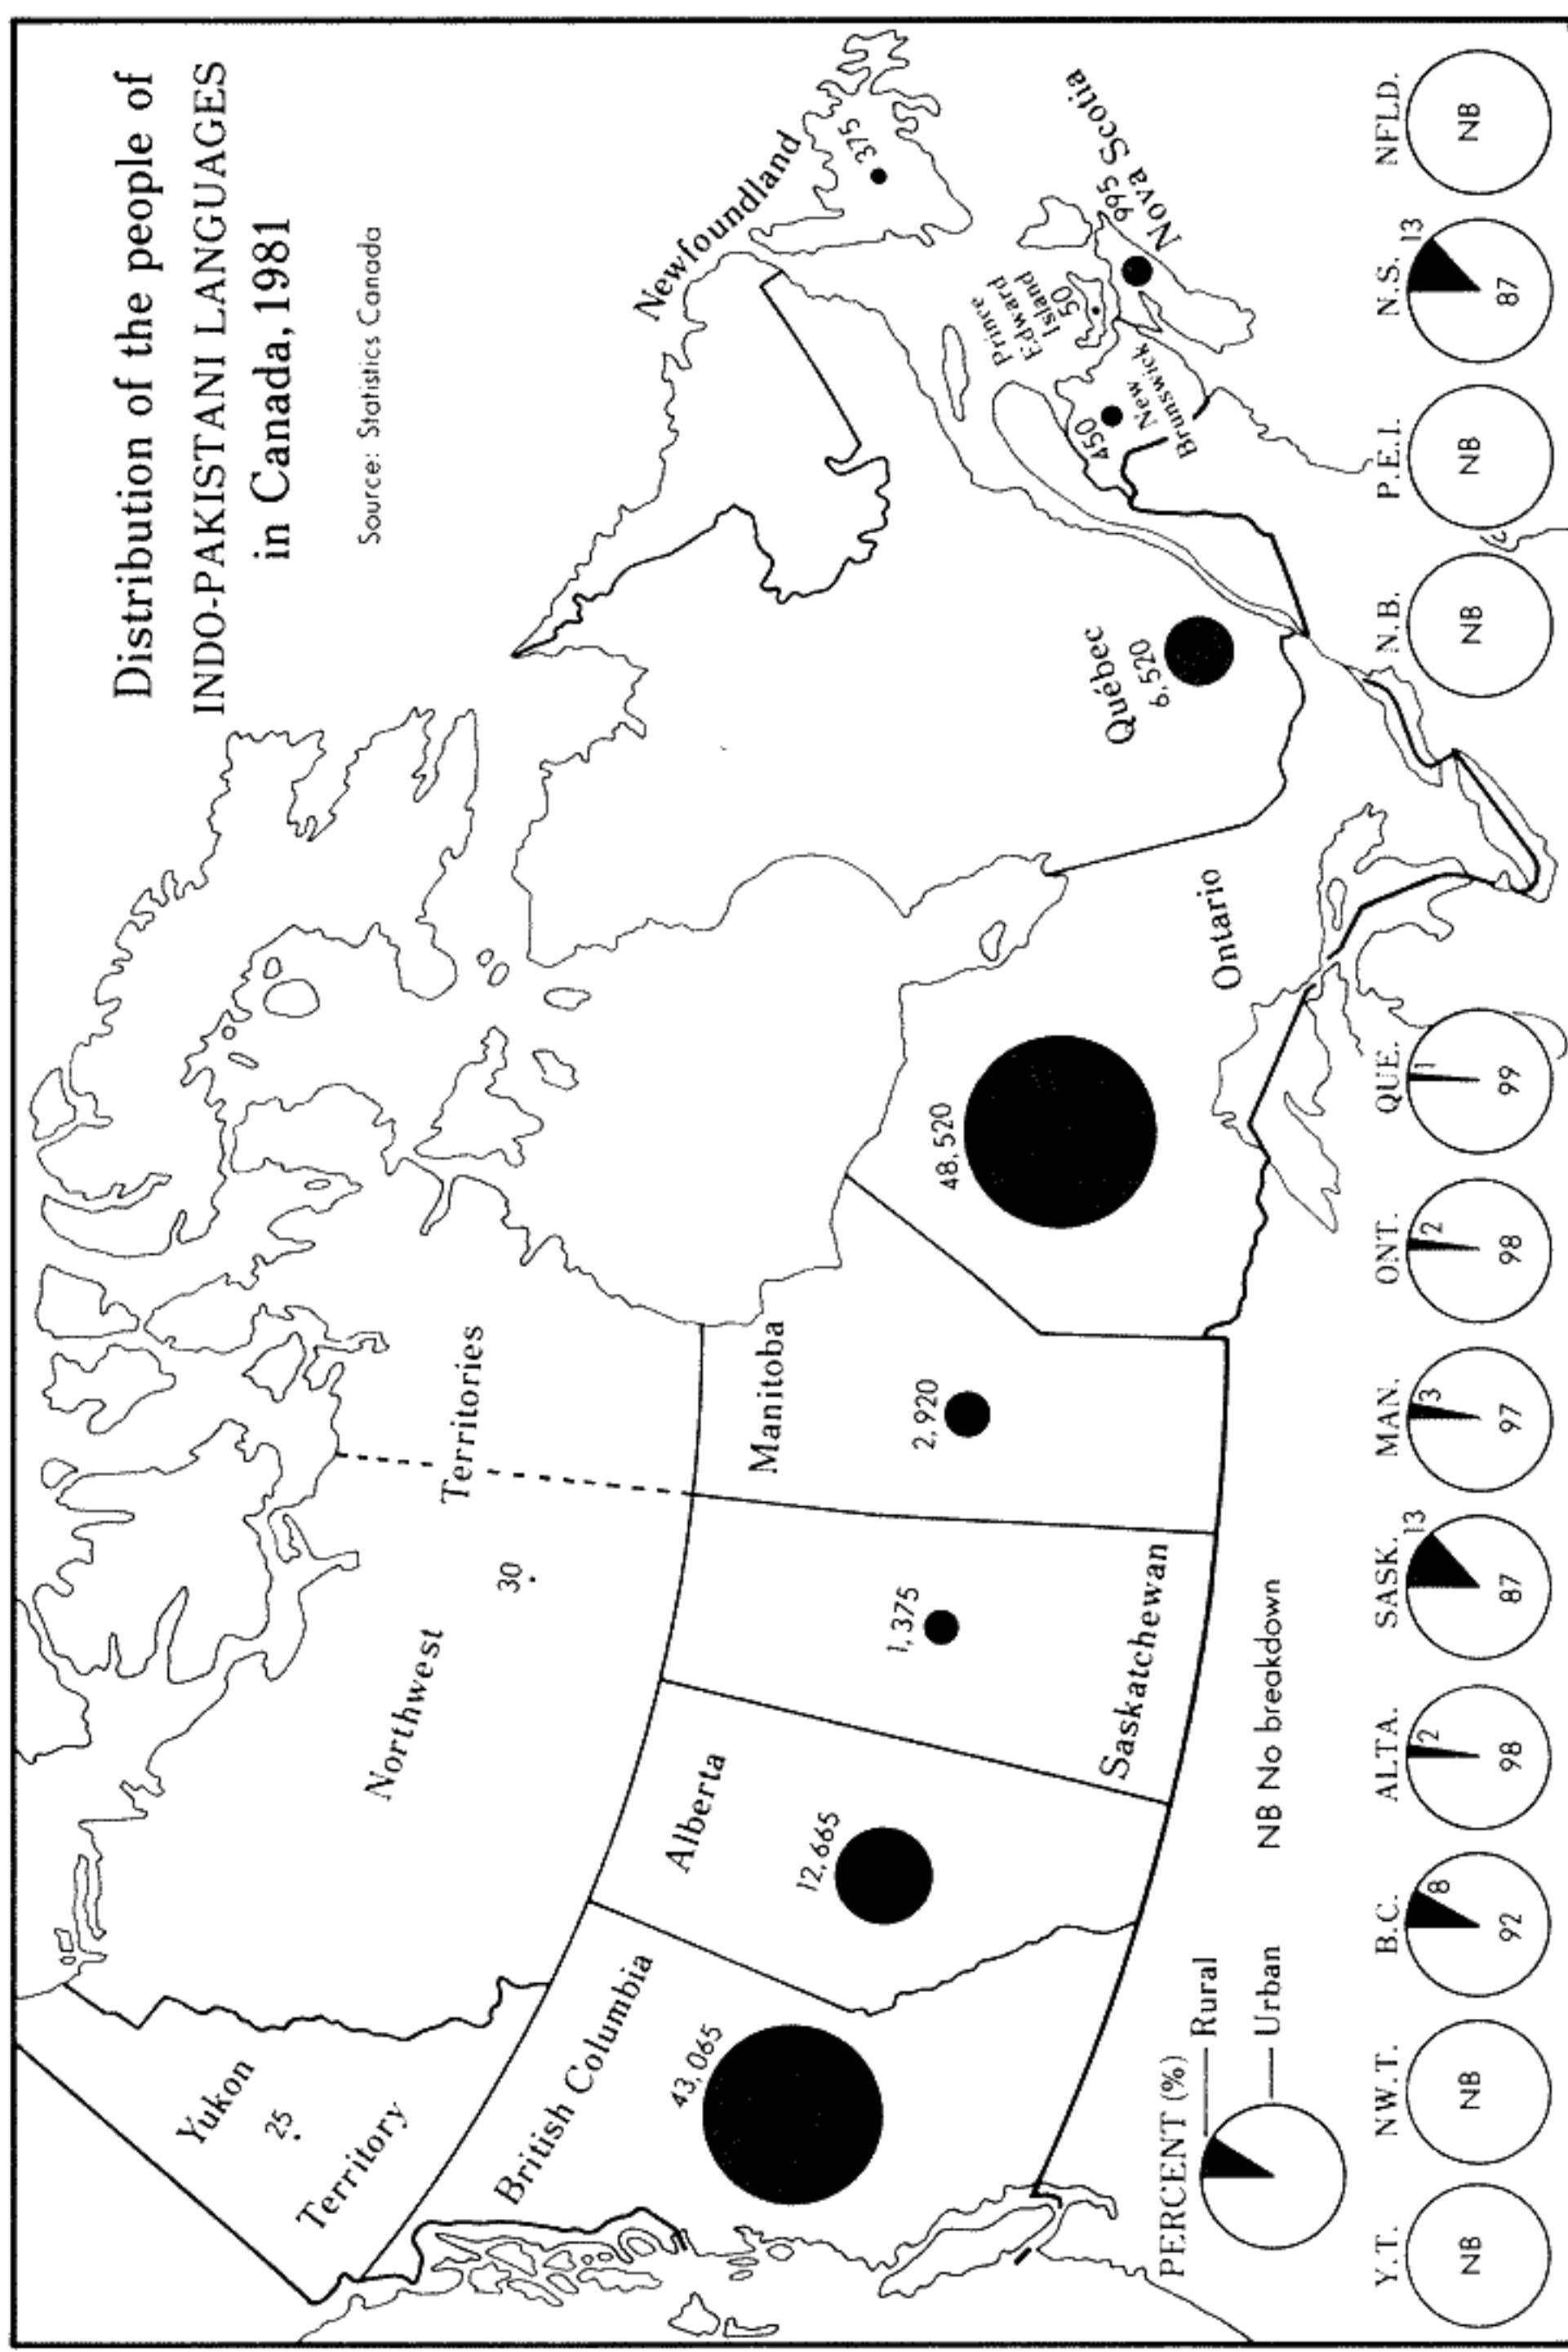 Distribution of the people of
INDO-PAKISTANI LANGUAGES
in Canada, 1981
Source: Statistics Canada
Yukon
25
Territory
Northwest
Territories
30
British Columbia
43,065
Alberta
12,665
Saskatchewan
1,375
Manitoba
2,920
Ontario
48,520
Québec
6,520
Newfoundland
375
Prince
Edward
Island
50
New
Brunswick
450
995
Nova Scotia
PERCENT (%)
Rural
Urban
NB No breakdown
Y.T.
NB
NW.T.
NB
B.C.
8
92
ALTA.
2
98
SASK.
13
87
MAN.
3
97
ONT.
2
98
QUE.
1
99
N.B.
NB
P.E.I.
NB
N.S.
13
87
NFLD.
NB